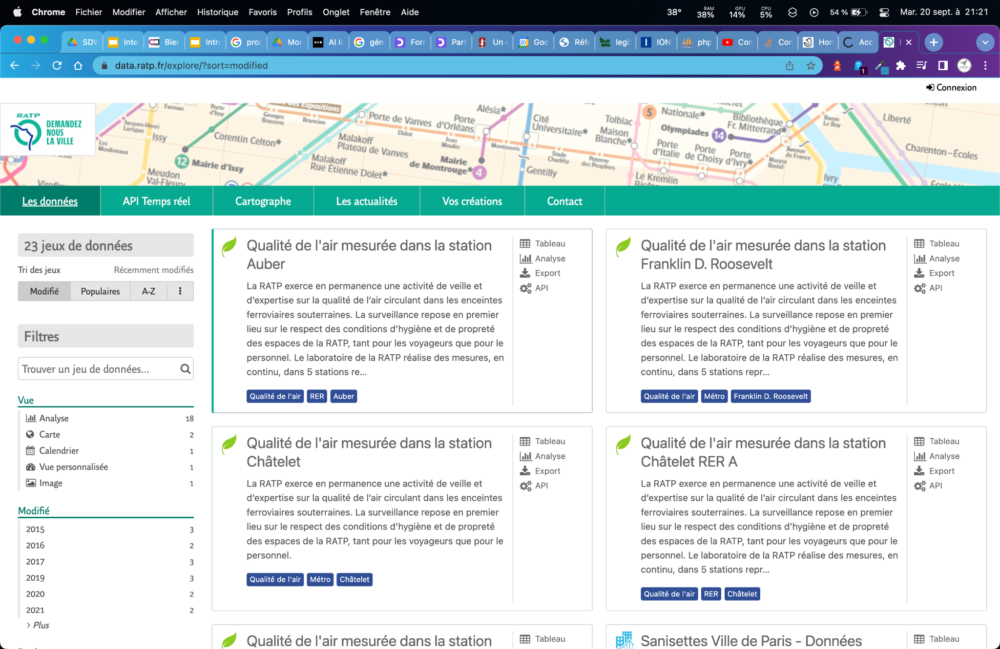 Chrome Fichier Modifier Afficher Historique Favoris Profils Onglet Fenêtre Aide
38° RAM 38% GPU 14% CPU 5% 54 % Mar. 20 sept. à 21:21
Inte Bier Intr G Mor AI Ic gén Forr Part Un Goo Réfé legi ION php Con Con Hor Acc
data.ratp.fr/explore/?sort=modified
1
Connexion
RATP
DEMANDEZ
NOUS
LA VILLE
Jacques-Henri
Lartigue
Les
Moulineaux
Farman
Issy
Porte
d'Issy
Georges
Brassens
des Expositions
Brancion
Corentin Celton*
12 Mairie d'Issy
Meudon
Val-Fleury
Malakoff
Plateau de Vanves
Malakoff
Rue Etienne Dolet*
Porte de Vanves
Didot
Porte
d'Orléans
Jean
Moulin
Alésia*
Montsouris
Mairie
de Montrouge* 4
Cité
Universitaire*
Gentilly
Stade
Charléty
Poterne
des Peupliers
Tolbiac
Maison
Blanche*
5
Nationale*
Olympiades 14
Bibliothèque
Fr. Mitterrand*
Porte
d'Italie
Porte
de Choisy
Porte
d'Ivry*
Le Kremlin
Maryse
Bastié
Avenue
de France
Baron
Le Roy
Liberté
Charenton–Écoles
Ivry
Les données API Temps réel Cartographe Les actualités Vos créations Contact
23 jeux de données
Tri des jeux Récemment modifiés
Modifié Populaires A-Z
Filtres
Trouver un jeu de données...
Vue
Analyse 18
Carte 2
Calendrier 1
Vue personnalisée 1
Image 1
Modifié
2015 3
2016 2
2017 3
2019 3
2020 2
2021 2
> Plus
Qualité de l'air mesurée dans la station
Auber
La RATP exerce en permanence une activité de veille et
d’expertise sur la qualité de l’air circulant dans les enceintes
ferroviaires souterraines. La surveillance repose en premier
lieu sur le respect des conditions d’hygiène et de propreté
des espaces de la RATP, tant pour les voyageurs que pour le
personnel. Le laboratoire de la RATP réalise des mesures, en
continu, dans 5 stations re...
Qualité de l'air RER Auber
Tableau
Analyse
Export
API
Qualité de l'air mesurée dans la station
Franklin D. Roosevelt
La RATP exerce en permanence une activité de veille et
d’expertise sur la qualité de l’air circulant dans les enceintes
ferroviaires souterraines. La surveillance repose en premier
lieu sur le respect des conditions d’hygiène et de propreté
des espaces de la RATP, tant pour les voyageurs que pour le
personnel. Le laboratoire de la RATP réalise des mesures, en
continu, dans 5 stations repr...
Qualité de l'air Métro Franklin D. Roosevelt
Tableau
Analyse
Export
API
Qualité de l'air mesurée dans la station
Châtelet
La RATP exerce en permanence une activité de veille et
d’expertise sur la qualité de l’air circulant dans les enceintes
ferroviaires souterraines. La surveillance repose en premier
lieu sur le respect des conditions d’hygiène et de propreté
des espaces de la RATP, tant pour les voyageurs que pour le
personnel.
Qualité de l'air Métro Châtelet
Tableau
Analyse
Export
API
Qualité de l'air mesurée dans la station
Châtelet RER A
La RATP exerce en permanence une activité de veille et
d’expertise sur la qualité de l’air circulant dans les enceintes
ferroviaires souterraines. La surveillance repose en premier
lieu sur le respect des conditions d’hygiène et de propreté
des espaces de la RATP, tant pour les voyageurs que pour le
personnel. Le laboratoire de la RATP réalise des mesures, en
continu, dans 5 stations repr...
Qualité de l'air RER Châtelet
Tableau
Analyse
Export
API
Qualité de l'air mesurée dans la station
Tableau
Sanisettes Ville de Paris - Données
Tableau